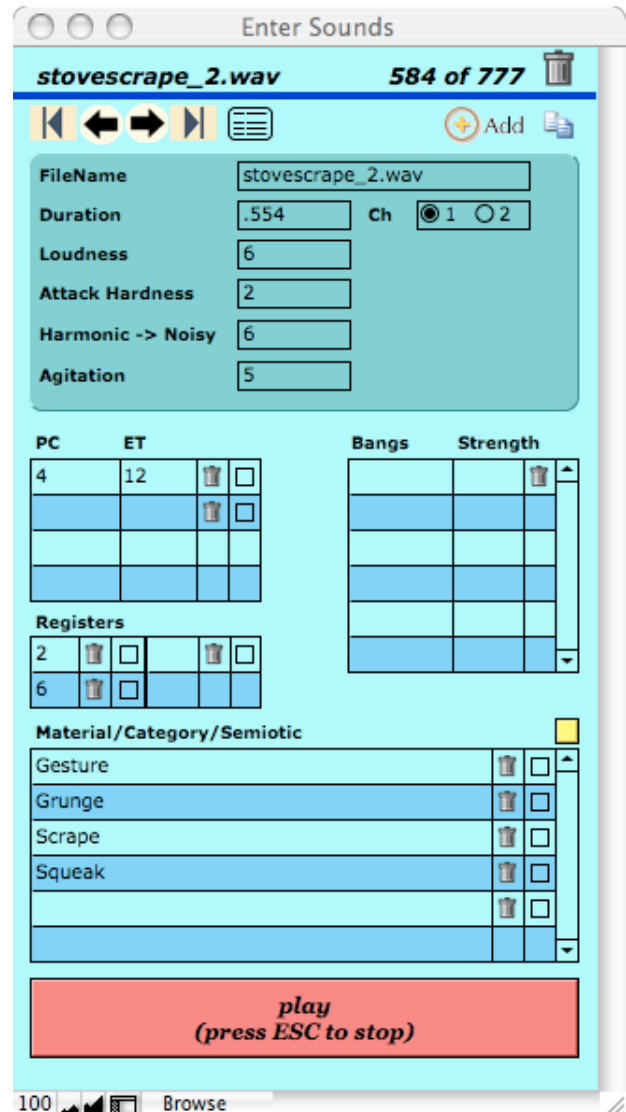 Enter Sounds
stovescrape_2.wav 584 of 777
Add
FileName stovescrape_2.wav
Duration .554 Ch 1 2
Loudness 6
Attack Hardness 2
Harmonic -> Noisy 6
Agitation 5
PC ET Bangs Strength
4 12
Registers
2
6
Material/Category/Semiotic
Gesture
Grunge
Scrape
Squeak
play
(press ESC to stop)
100 Browse